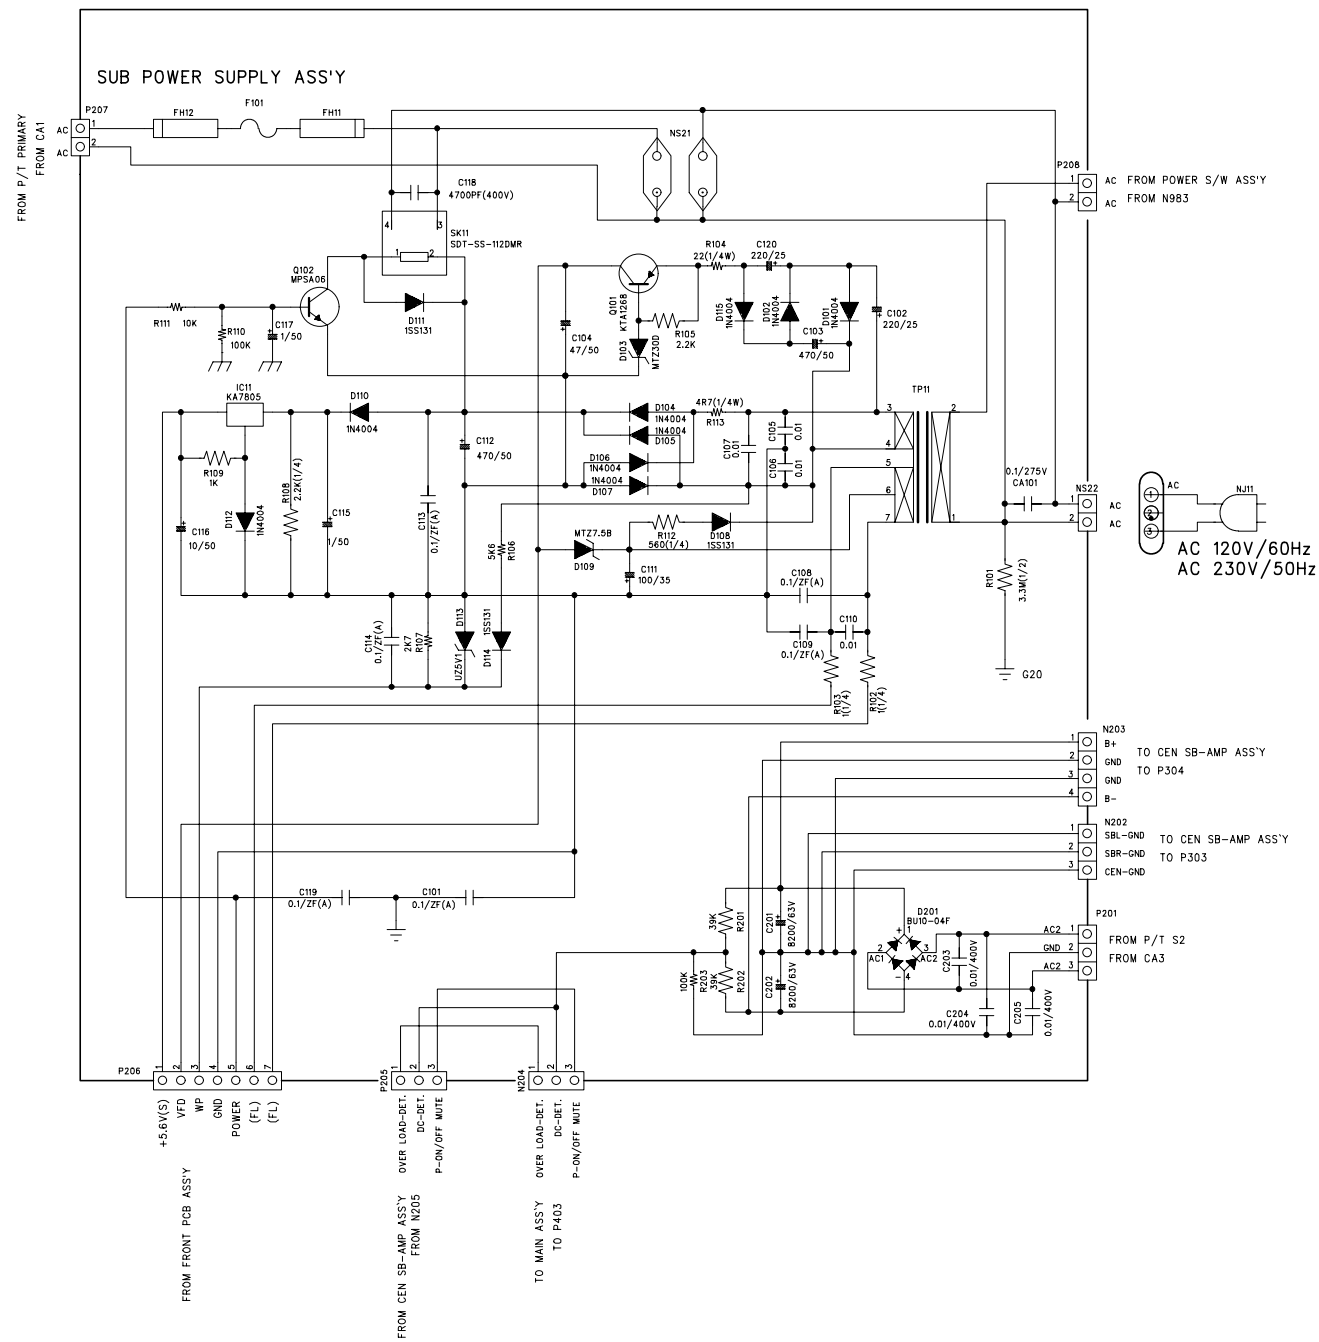 SUB POWER SUPPLY ASS'Y
P207
FH12
F101
FH11
AC
1
AC
2
FROM P/T PRIMARY
FROM CA1
NS21
P208
1
AC
FROM POWER S/W ASS'Y
2
AC
FROM N983
C118
4700PF(400V)
4
3
SK11
SDT-SS-112DMR
1
2
Q102
MPSA06
R111
10K
R110
100K
C117
1/50
D111
1SS131
R104
22(1/4W)
C120
220/25
Q101
KTA1268
C104
47/50
D103
MTZ30D
R105
2.2K
D115
1N4004
D102
1N4004
D101
1N4004
C103
470/50
C102
220/25
IC11
KA7805
D110
1N4004
D104
1N4004
1N4004
D105
4R7(1/4W)
R113
TP11
3
2
4
5
6
7
1
C112
470/50
D106
1N4004
1N4004
D107
C107
0.01
C105
0.01
C106
0.01
R109
1K
R108
2.2K(1/4)
D112
1N4004
C116
10/50
C115
1/50
C113
0.1/ZF(A)
5K6
R106
MTZ7.5B
D109
R112
560(1/4)
D108
1SS131
C111
100/35
C108
0.1/ZF(A)
0.1/275V
CA101
NS22
1
AC
2
AC
AC
1
2
3
NJ11
AC 120V/60Hz
AC 230V/50Hz
R101
3.3M(1/2)
G20
C114
0.1/ZF(A)
2K7
R107
D113
UZ5V1
1SS131
D114
C109
0.1/ZF(A)
C110
0.01
R103
1(1/4)
R102
1(1/4)
N203
1
B+
TO CEN SB-AMP ASS'Y
2
GND
TO P304
3
GND
4
B-
N202
1
SBL-GND
TO CEN SB-AMP ASS'Y
2
SBR-GND
TO P303
3
CEN-GND
C119
0.1/ZF(A)
C101
0.1/ZF(A)
39K
R201
C201
8200/63V
D201
BU10-04F
+
1
2
3
AC1
AC2
-
4
P201
AC2
1
FROM P/T S2
GND
2
FROM CA3
AC2
3
100K
R203
39K
R202
C202
8200/63V
C203
0.01/400V
C204
0.01/400V
C205
0.01/400V
P206
1
2
3
4
5
6
7
+5.6V(S)
VFD
WP
GND
POWER
(FL)
(FL)
FROM FRONT PCB ASS'Y
P205
1
2
3
OVER LOAD-DET.
DC-DET.
P-ON/OFF MUTE
FROM CEN SB-AMP ASS'Y
FROM N205
N204
1
2
3
OVER LOAD-DET.
DC-DET.
P-ON/OFF MUTE
TO MAIN ASS'Y
TO P403